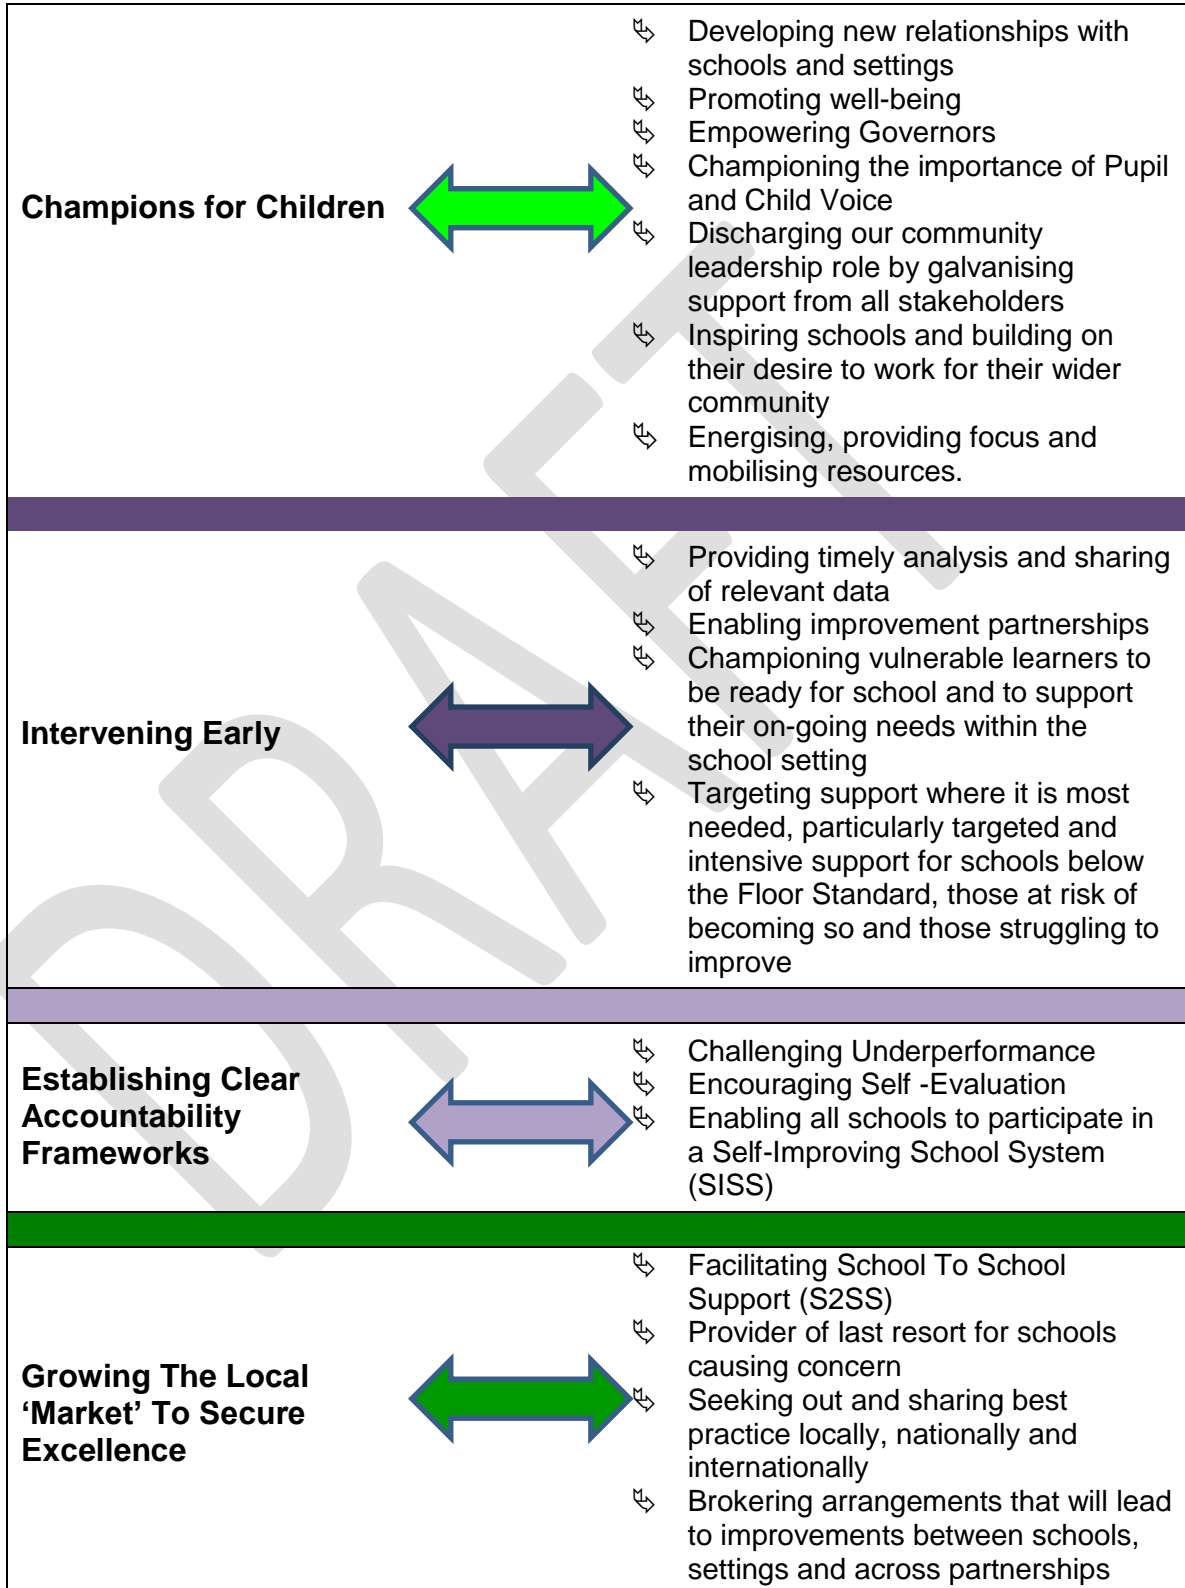 Champions for Children
Developing new relationships with
schools and settings
Promoting well-being
Empowering Governors
Championing the importance of Pupil
and Child Voice
Discharging our community
leadership role by galvanising
support from all stakeholders
Inspiring schools and building on
their desire to work for their wider
community
Energising, providing focus and
mobilising resources.
Intervening Early
Providing timely analysis and sharing
of relevant data
Enabling improvement partnerships
Championing vulnerable learners to
be ready for school and to support
their on-going needs within the
school setting
Targeting support where it is most
needed, particularly targeted and
intensive support for schools below
the Floor Standard, those at risk of
becoming so and those struggling to
improve
Establishing Clear
Accountability
Frameworks
Challenging Underperformance
Encouraging Self -Evaluation
Enabling all schools to participate in
a Self-Improving School System
(SISS)
Growing The Local
‘Market’ To Secure
Excellence
Facilitating School To School
Support (S2SS)
Provider of last resort for schools
causing concern
Seeking out and sharing best
practice locally, nationally and
internationally
Brokering arrangements that will lead
to improvements between schools,
settings and across partnerships
DRAFT